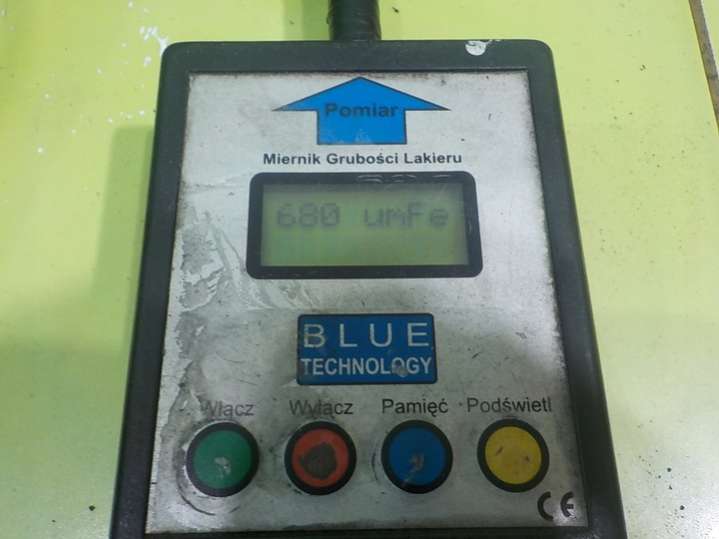 Pomiar
Miernik Grubości Lakieru
680 umFe
BLUE
TECHNOLOGY
Włącz Wyłącz Pamięć Podświetl
CE